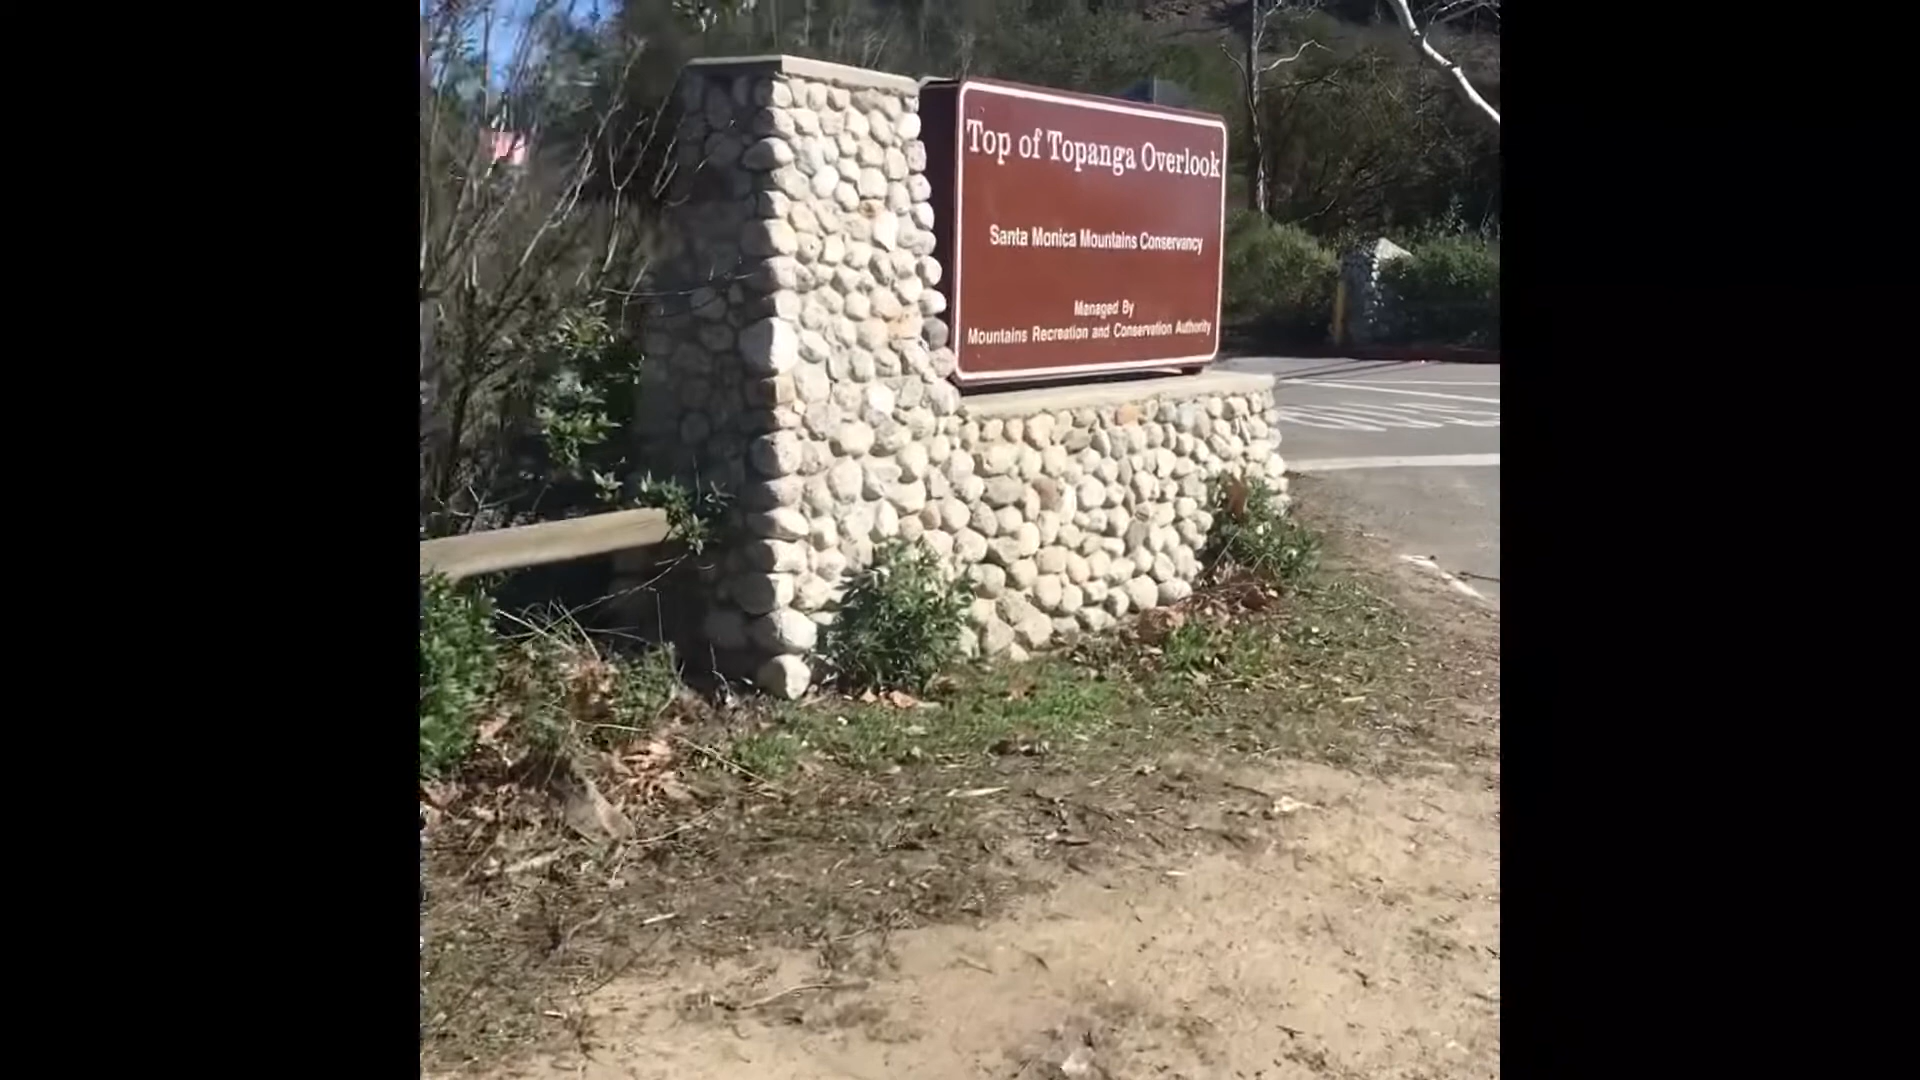 Top of Topanga Overlook
Santa Monica Mountains Conservancy
Managed By
Mountains Recreation and Conservation Authority